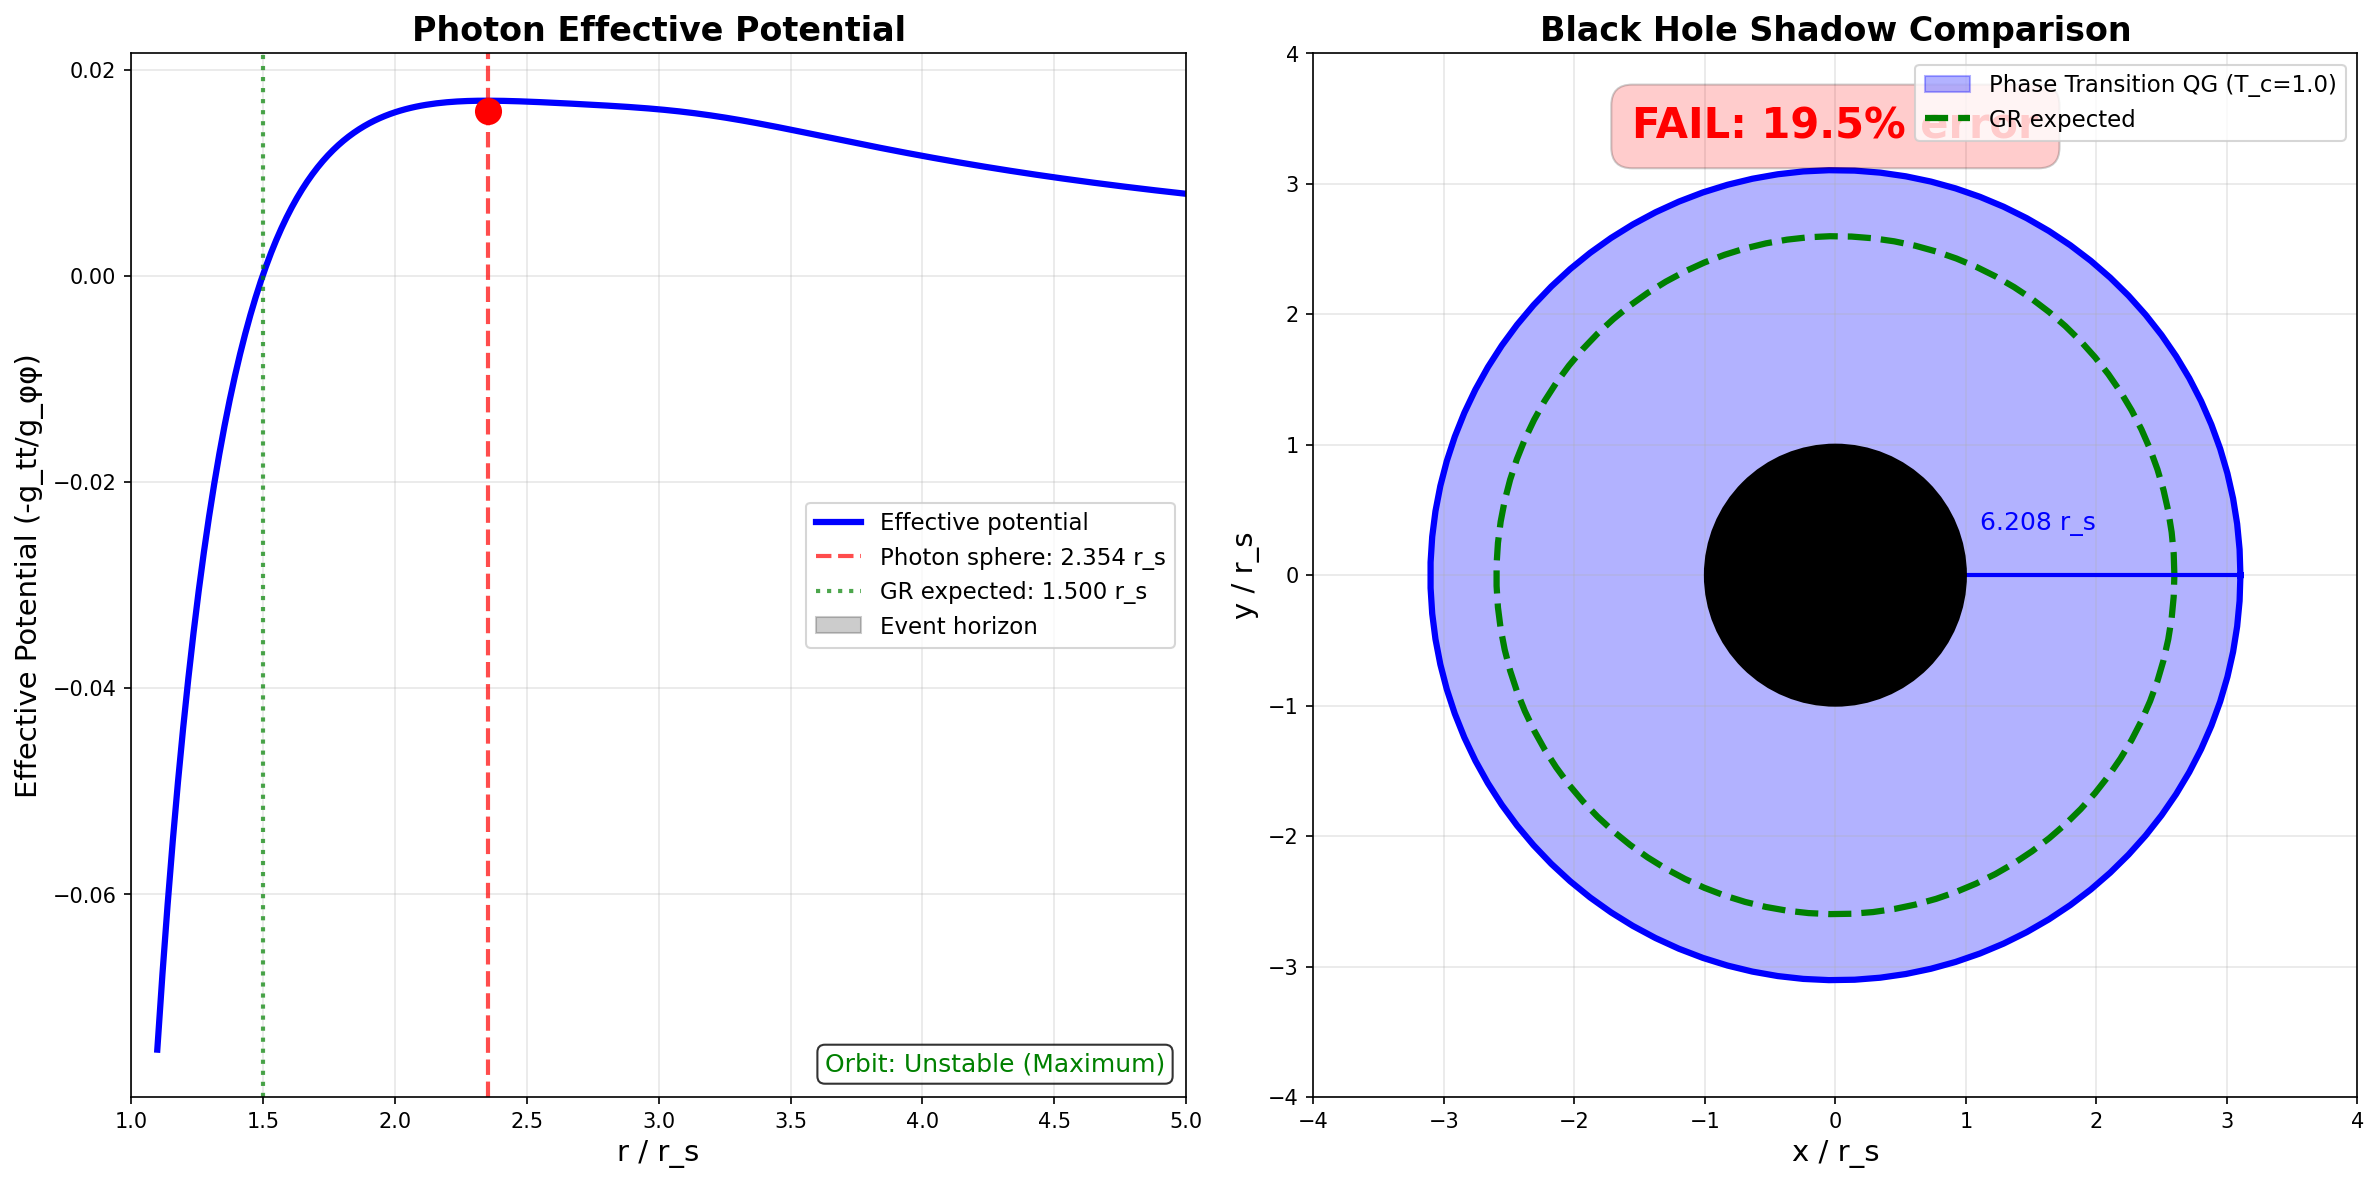 Photon Effective Potential
Effective Potential (-g_tt/g_φφ)
0.02
0.00
−0.02
−0.04
−0.06
Effective potential
Photon sphere: 2.354 r_s
GR expected: 1.500 r_s
Event horizon
Orbit: Unstable (Maximum)
1.0 1.5 2.0 2.5 3.0 3.5 4.0 4.5 5.0
r / r_s
Black Hole Shadow Comparison
y / r_s
4
3
2
1
0
−1
−2
−3
−4
FAIL: 19.5% error
Phase Transition QG (T_c=1.0)
GR expected
6.208 r_s
−4 −3 −2 −1 0 1 2 3 4
x / r_s